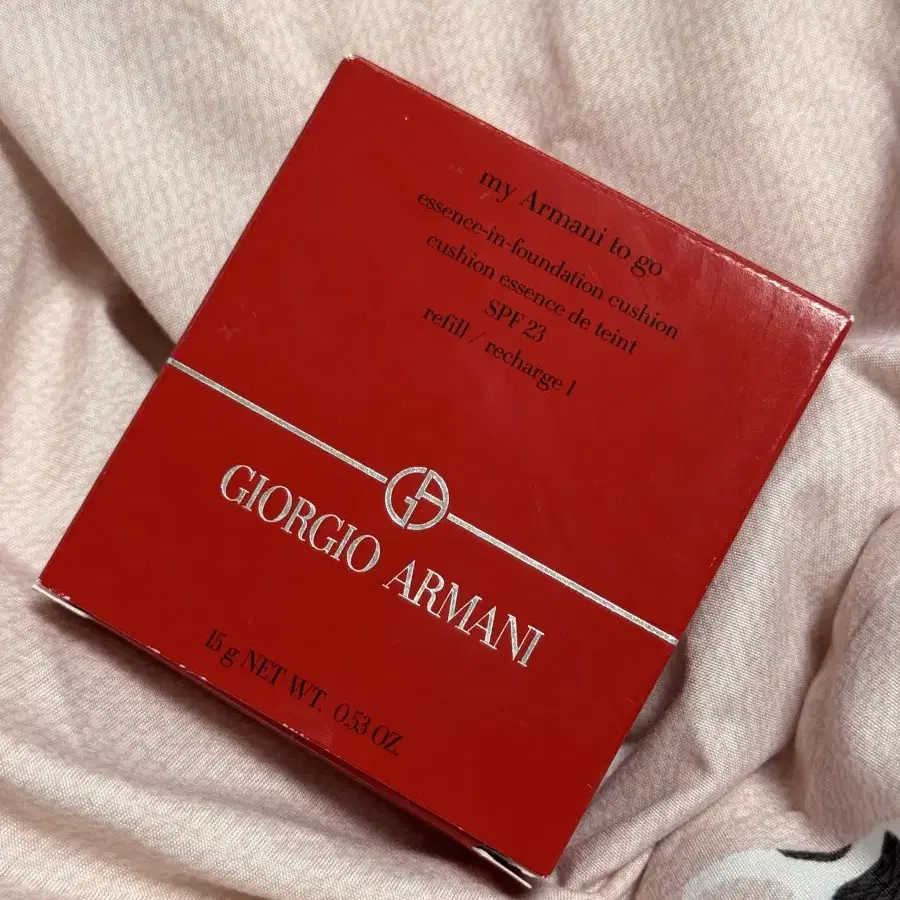 my Armani to go
essence-in-foundation cushion
cushion essence de teint
SPF 23
refill / recharge 1
GA
GIORGIO ARMANI
15 g NET WT. 0.53 OZ.